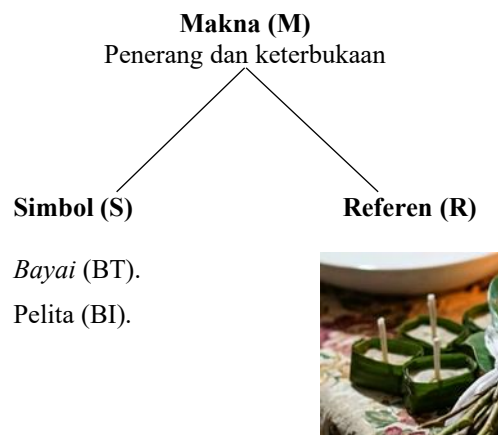 Makna (M)
Penerang dan keterbukaan
Simbol (S)
Referen (R)
Bayai (BT).
Pelita (BI).